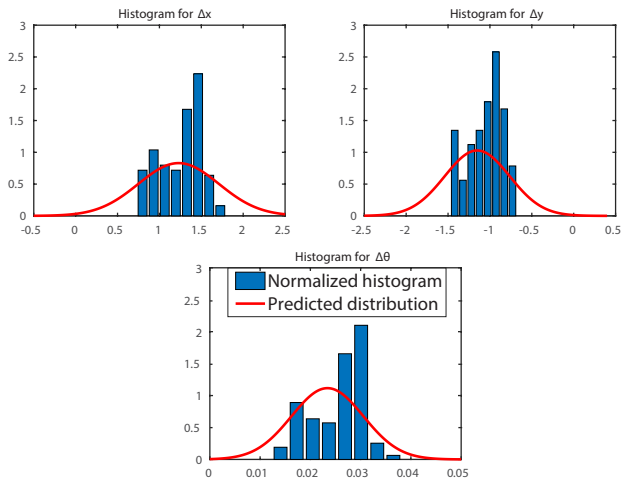 Histogram for Δx
3
2.5
2
1.5
1
0.5
0
-0.5 0 0.5 1 1.5 2 2.5
Histogram for Δy
3
2.5
2
1.5
1
0.5
0
-2.5 -2 -1.5 -1 -0.5 0 0.5
Histogram for Δθ
3
2.5
2
1.5
1
0.5
0
0 0.01 0.02 0.03 0.04 0.05
Normalized histogram
Predicted distribution